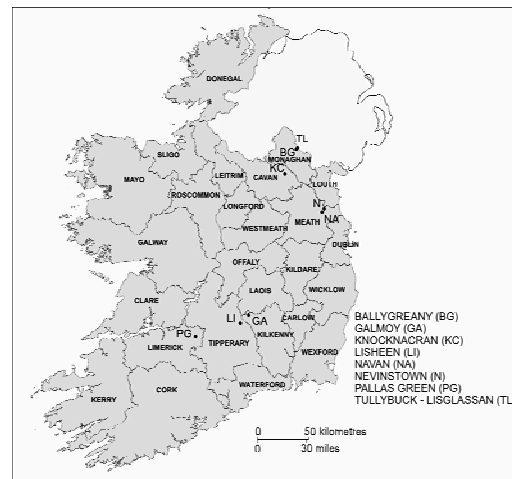 DONEGAL
TL
BG
MONAGHAN
KC
SLIGO
LEITRIM
CAVAN
LOUTH
MAYO
ROSCOMMON
LONGFORD
N
MEATH
NA
WESTMEATH
GALWAY
DUBLIN
OFFALY
KILDARE
LAOIS
WICKLOW
CLARE
LI
GA
CARLOW
BALLYGREANY (BG)
GALMOY (GA)
KNOCKNACRAN (KC)
LISHEEN (LI)
NAVAN (NA)
NEVINSTOWN (N)
PALLAS GREEN (PG)
TULLYBUCK - LISGLASSAN (TL
PG
LIMERICK
TIPPERARY
KILKENNY
WEXFORD
KERRY
CORK
WATERFORD
0 50 kilometres
0 30 miles